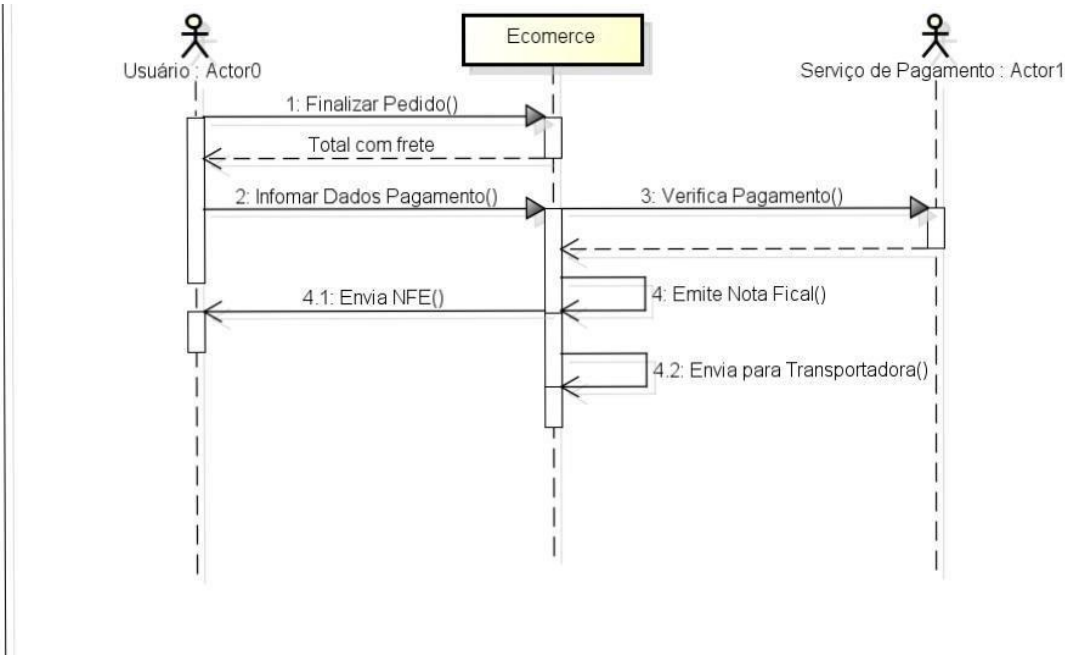 Ecomerce
Usuário : Actor0
Serviço de Pagamento : Actor1
1: Finalizar Pedido()
Total com frete
2: Infomar Dados Pagamento()
3: Verifica Pagamento()
4: Emite Nota Fical()
4.1: Envia NFE()
4.2: Envia para Transportadora()